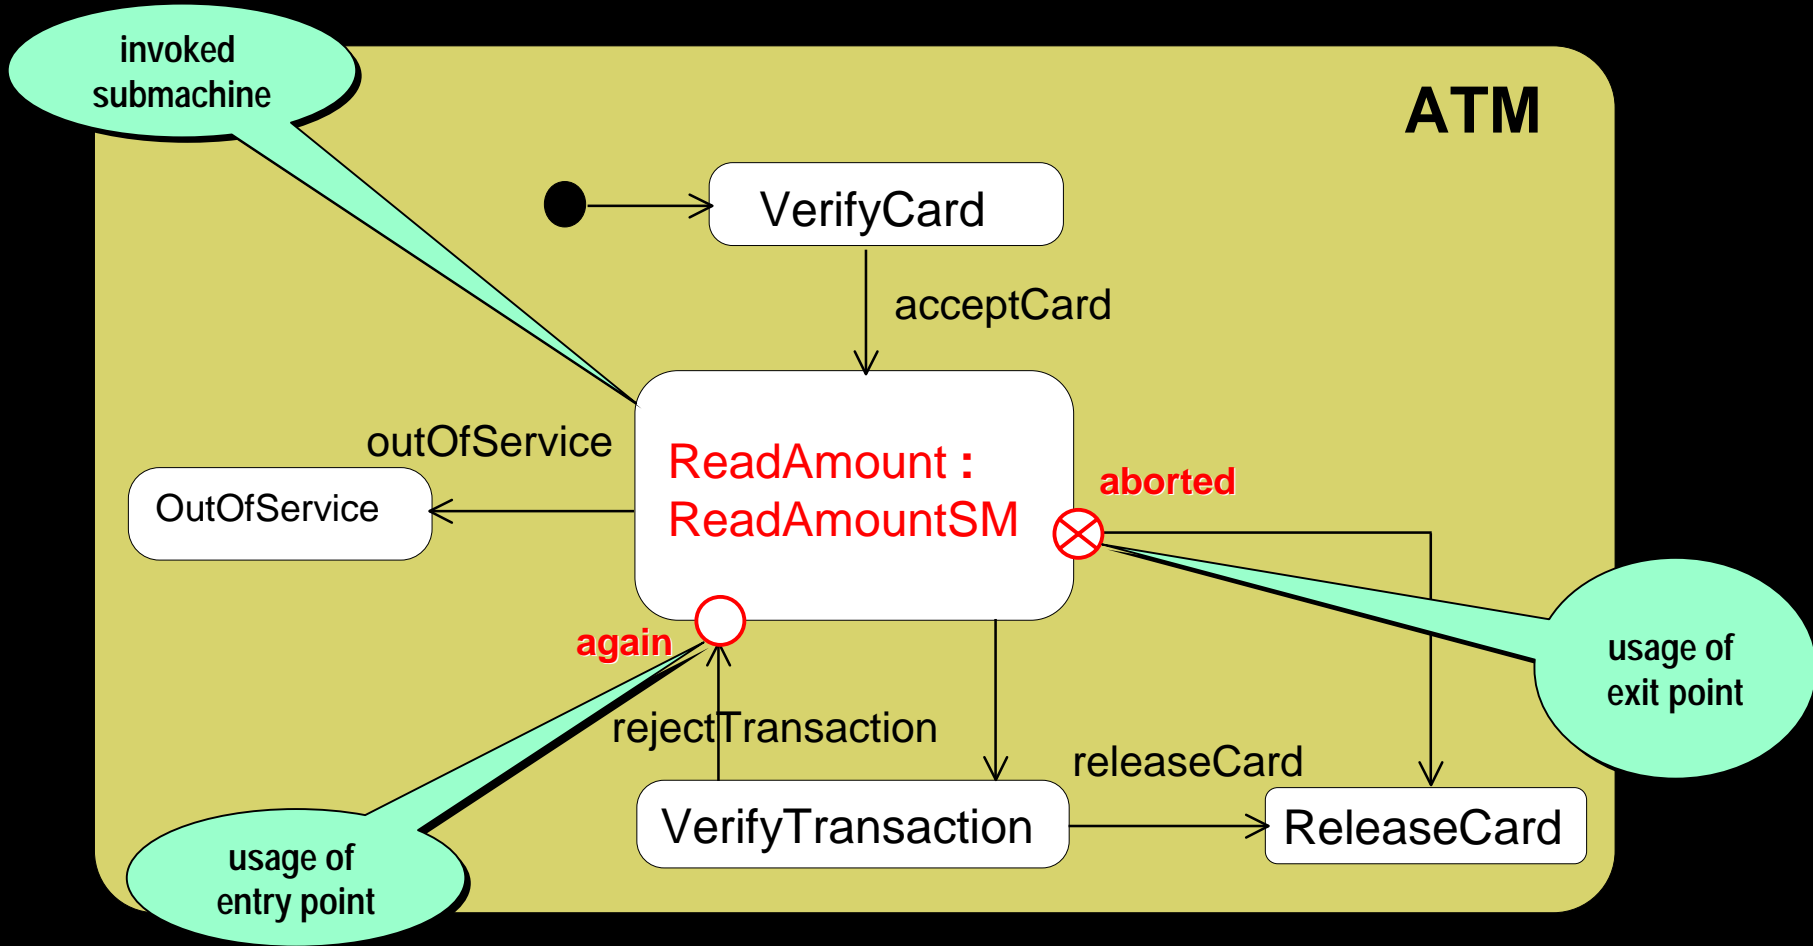 invoked
submachine
ATM
VerifyCard
acceptCard
outOfService
OutOfService
ReadAmount :
ReadAmountSM
aborted
again
usage of
exit point
rejectTransaction
releaseCard
VerifyTransaction
ReleaseCard
usage of
entry point